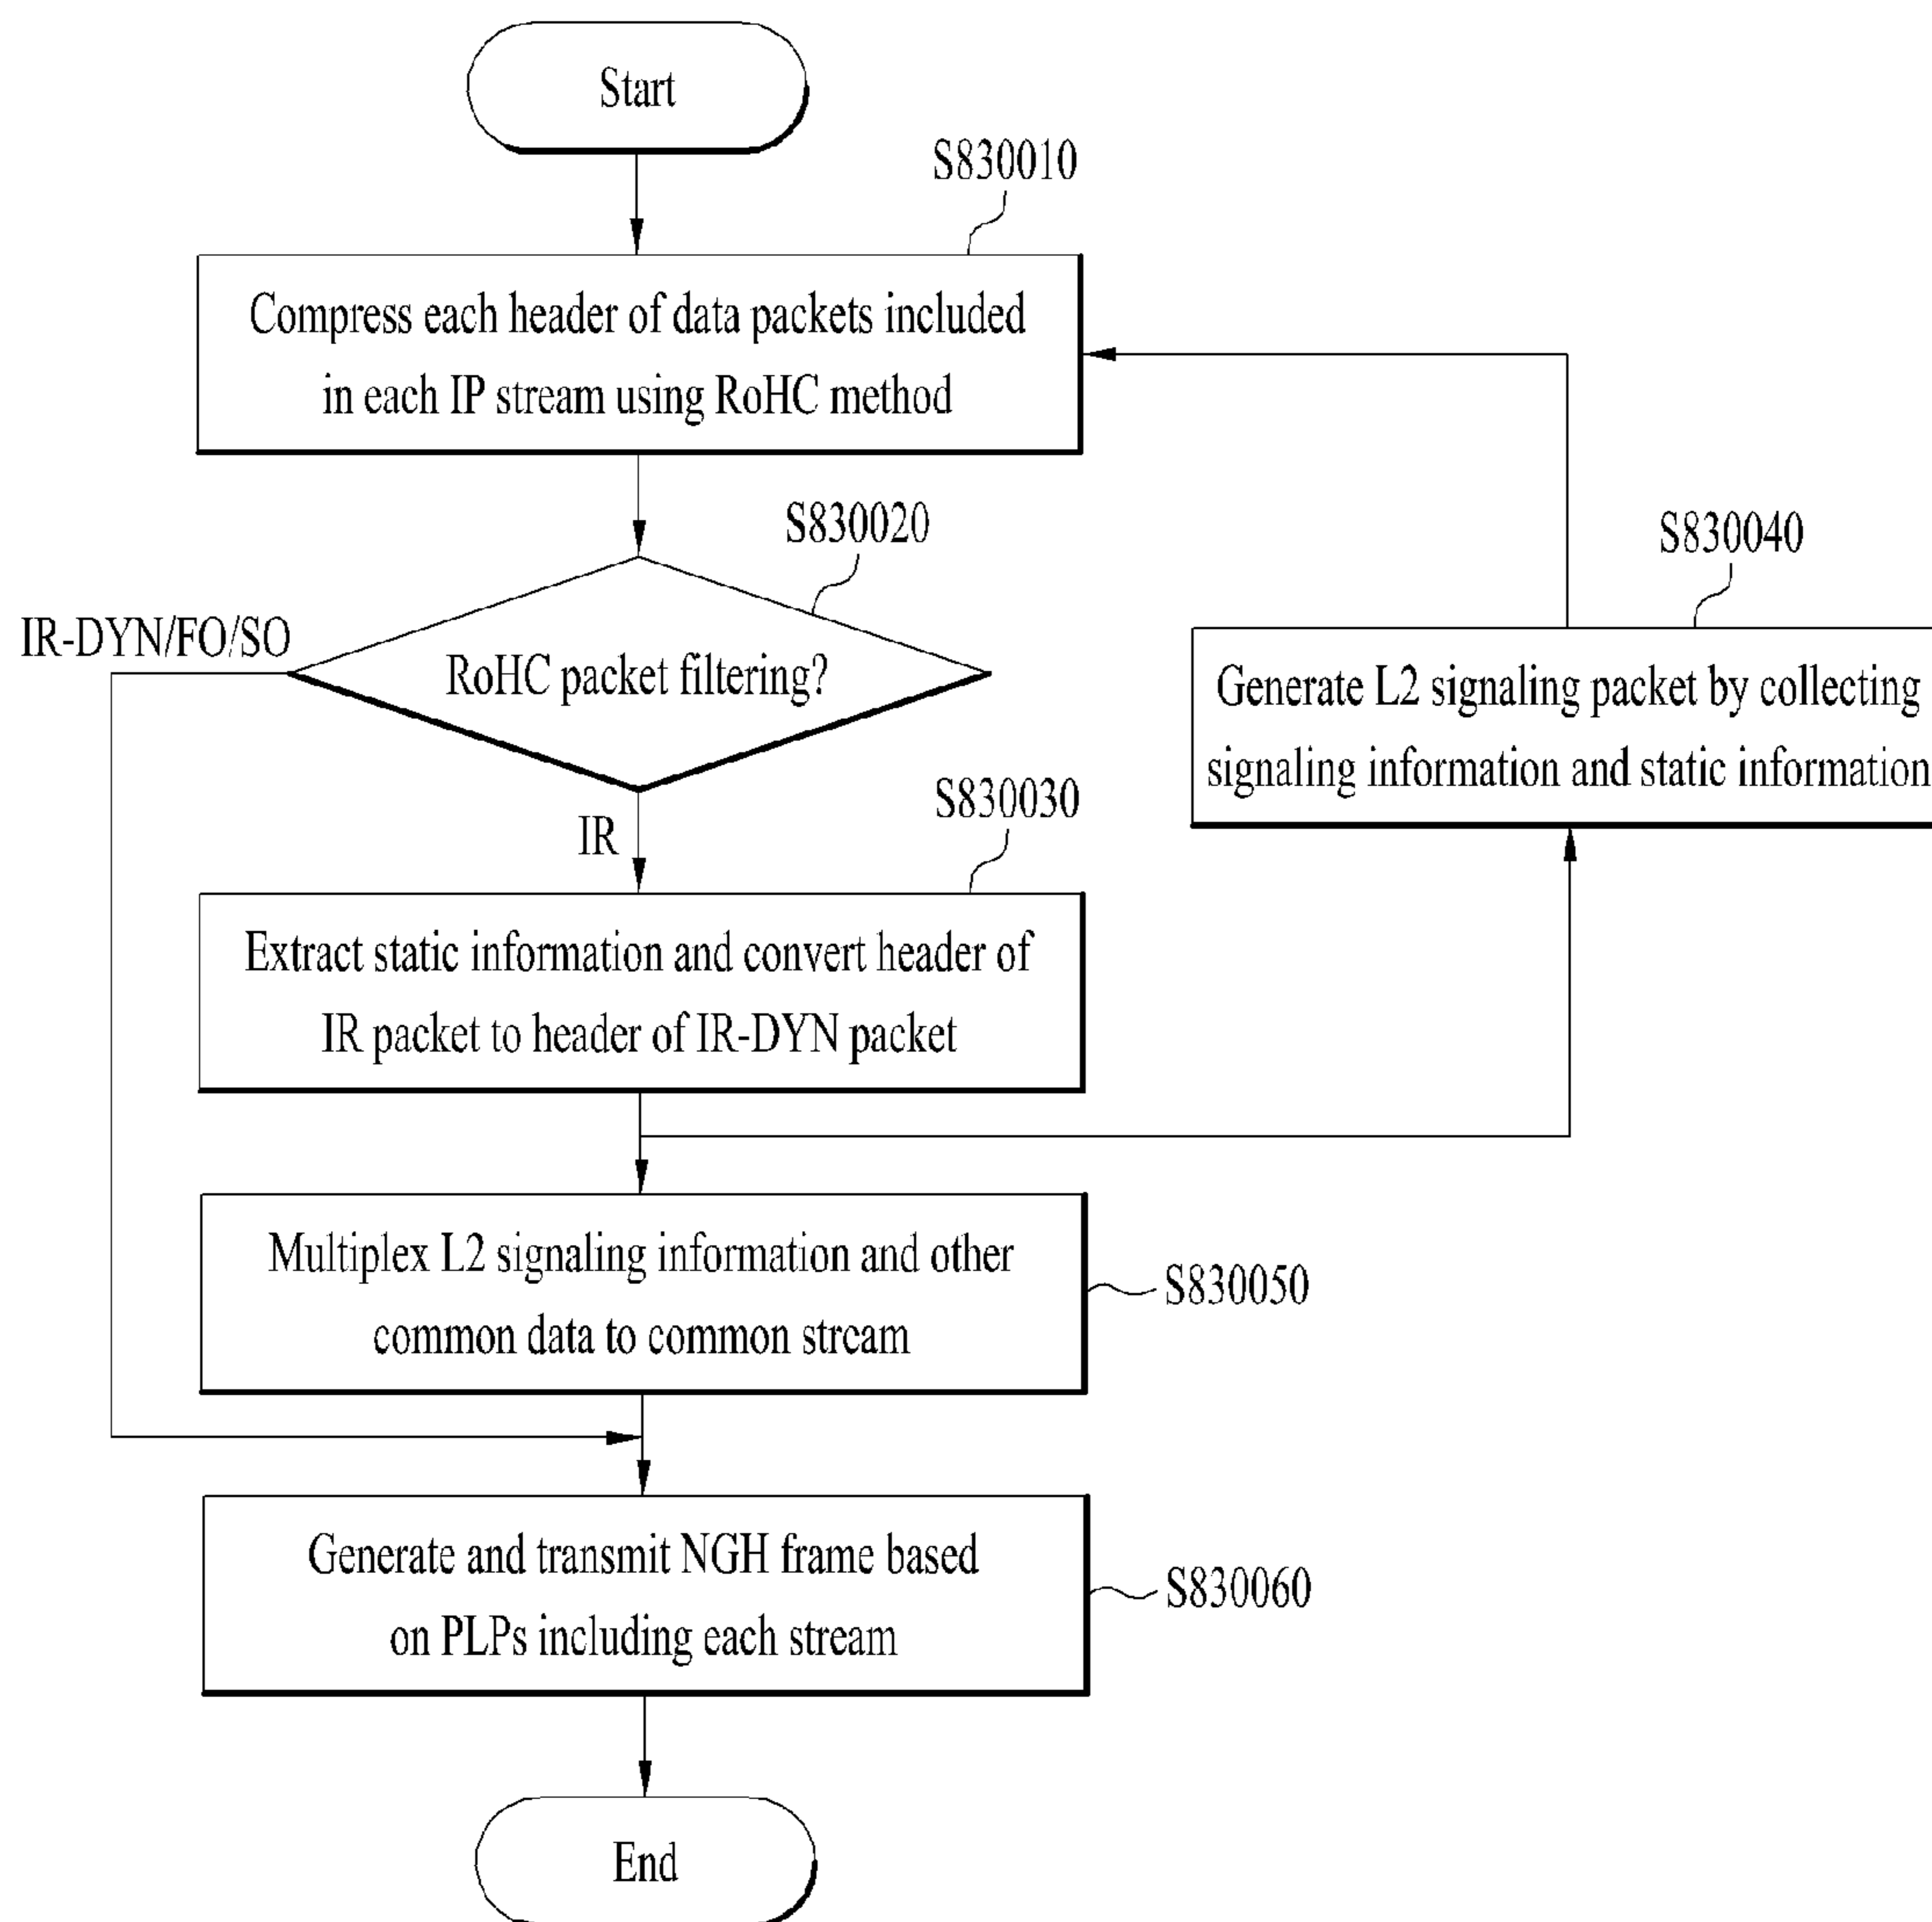 Start
S830010
Compress each header of data packets included
in each IP stream using RoHC method
S830020
S830040
IR-DYN/FO/SO
RoHC packet filtering?
Generate L2 signaling packet by collecting
signaling information and static information
S830030
IR
Extract static information and convert header of
IR packet to header of IR-DYN packet
Multiplex L2 signaling information and other
common data to common stream
S830050
Generate and transmit NGH frame based
on PLPs including each stream
S830060
End